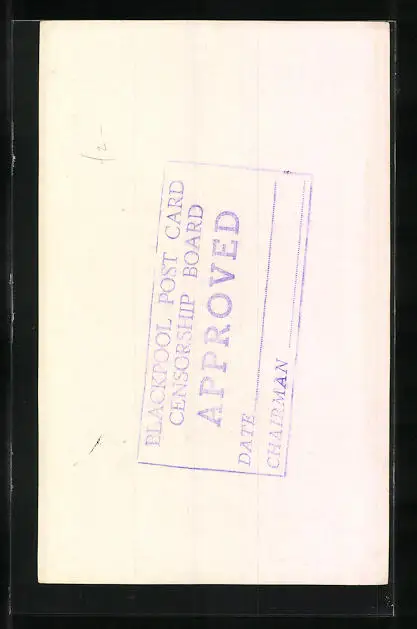 BLACKPOOL POST CARD
CENSORSHIP BOARD
APPROVED
DATE
CHAIRMAN